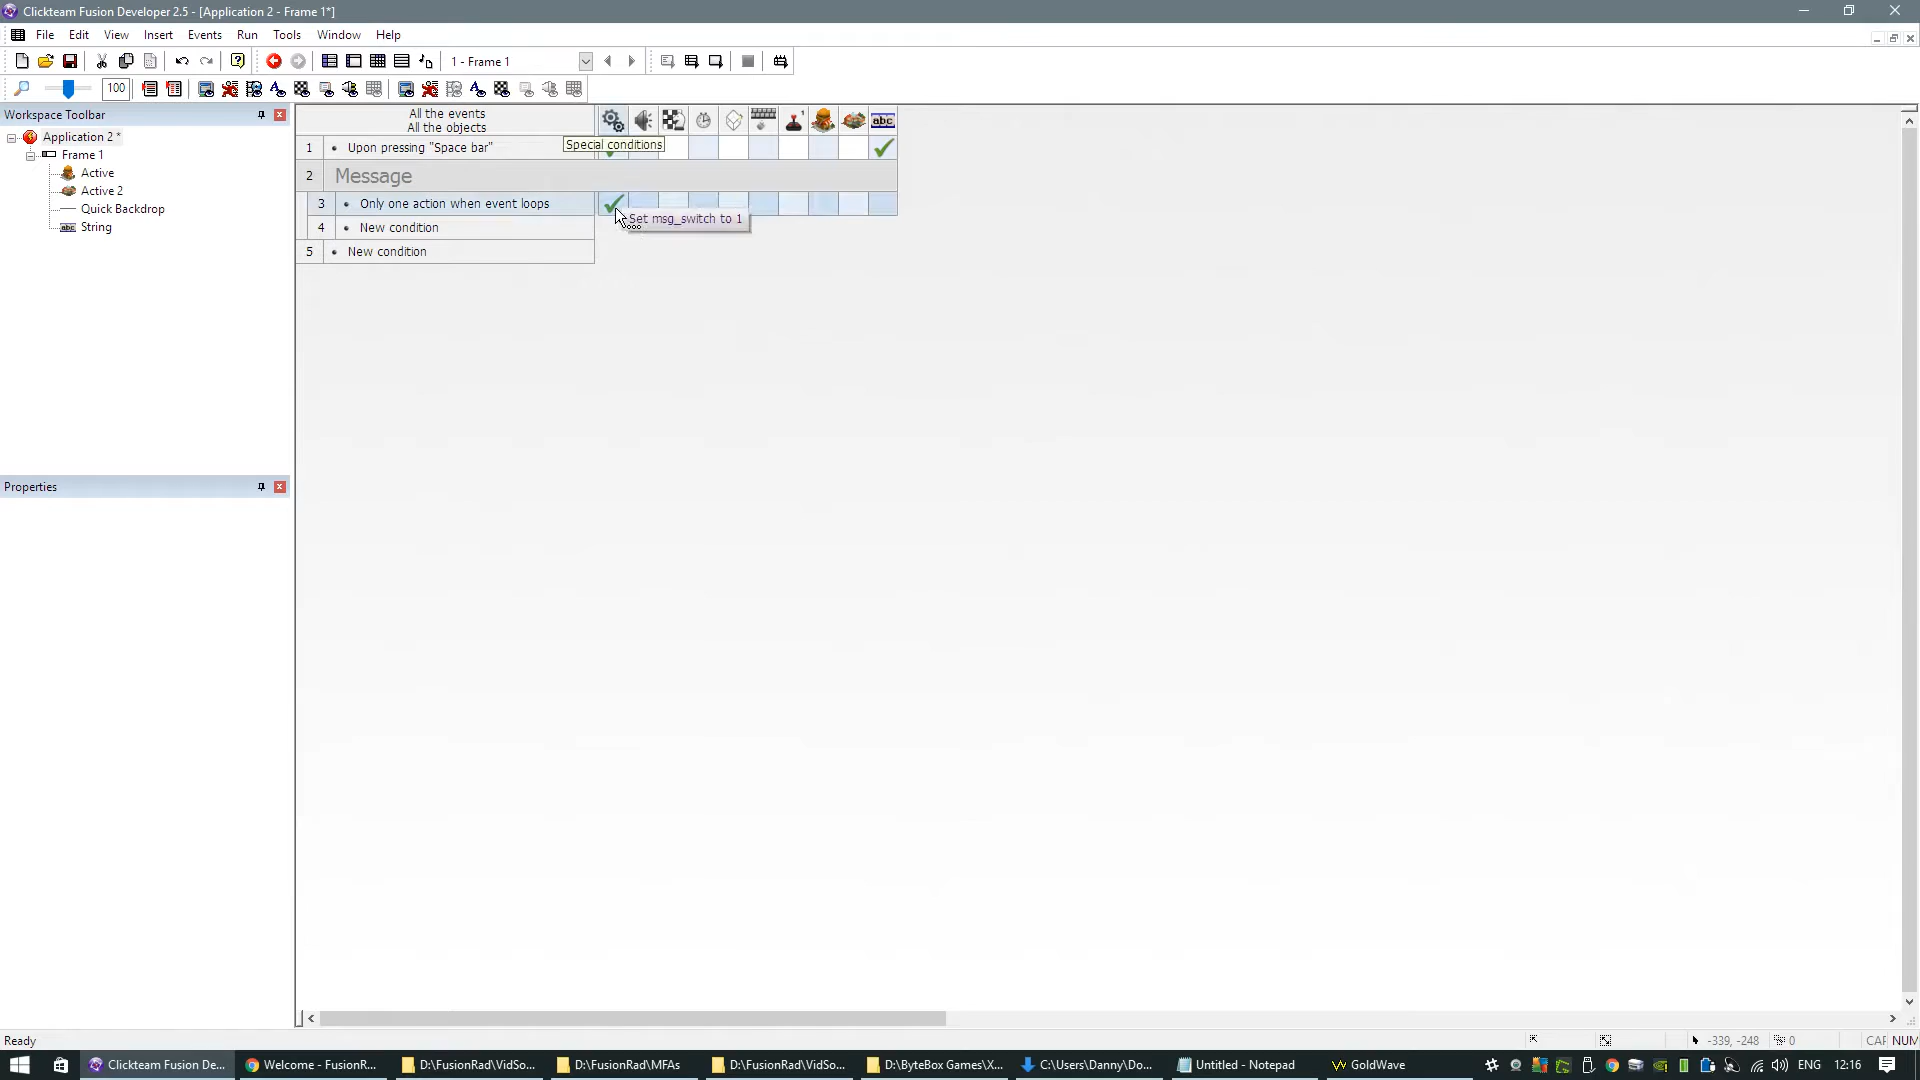 Clickteam Fusion Developer 2.5 - [Application 2 - Frame 1*]
File Edit View Insert Events Run Tools Window Help
1 - Frame 1
100
Workspace Toolbar
Application 2 *
Frame 1
Active
Active 2
Quick Backdrop
abc String
Properties
All the events
All the objects
abc
1 Upon pressing "Space bar"
Special conditions
2 Message
3 Only one action when event loops
Set msg_switch to 1
4 New condition
5 New condition
Ready
-339, -248
0
CAP NUM
Clickteam Fusion De...
Welcome - FusionR...
D:\FusionRad\VidSo...
D:\FusionRad\MFAs
D:\FusionRad\VidSo...
D:\ByteBox Games\X...
C:\Users\Danny\Do...
Untitled - Notepad
GoldWave
ENG
12:16